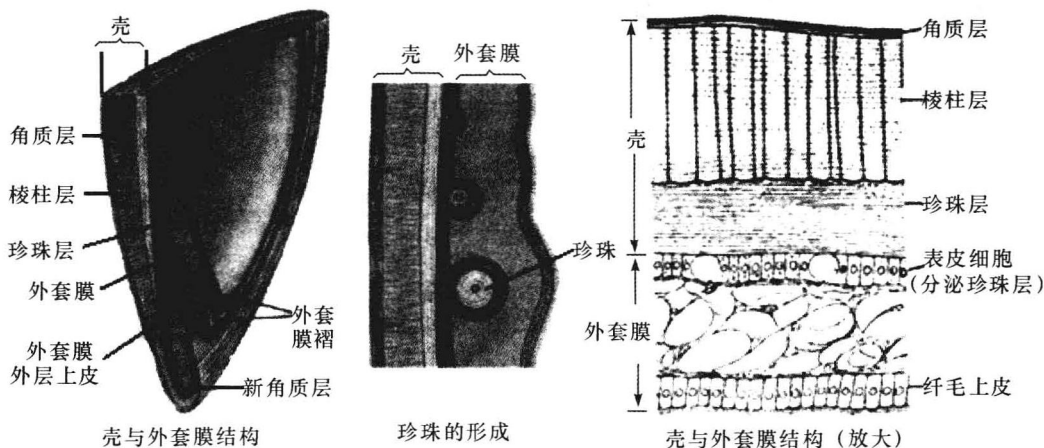 壳
角质层
棱柱层
珍珠层
外套膜
外套膜
外层上皮
外套
膜褶
新角质层
壳与外套膜结构
壳
外套膜
珍珠
珍珠的形成
壳
外套膜
角质层
棱柱层
珍珠层
表皮细胞
(分泌珍珠层)
纤毛上皮
壳与外套膜结构(放大)